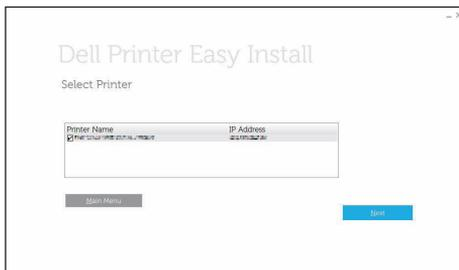 Dell Printer Easy Install
Select Printer
Printer Name IP Address
Main Menu
Next